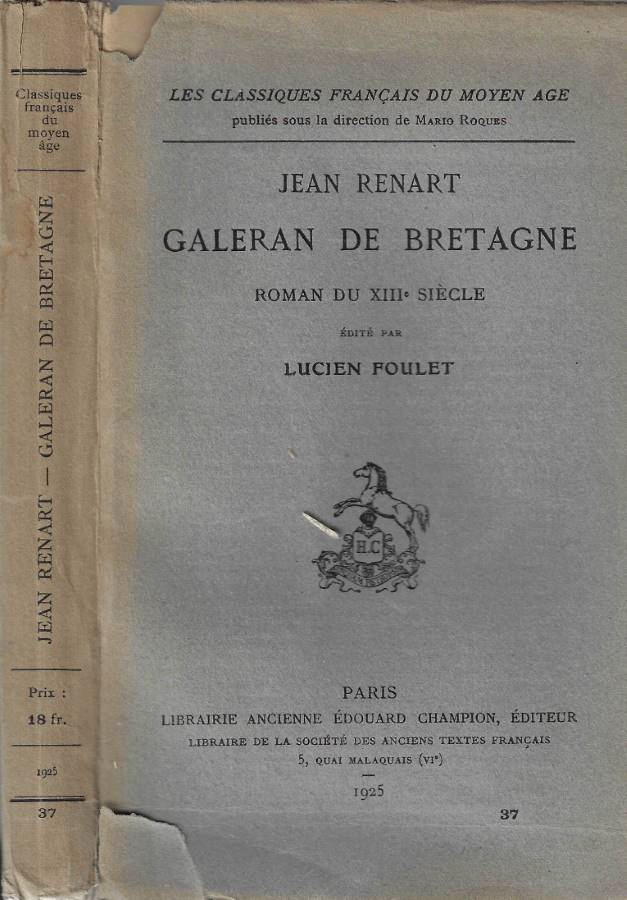 Classiques
français
du
moyen
âge
JEAN RENART — GALERAN DE BRETAGNE
Prix :
18 fr.
1925
37
LES CLASSIQUES FRANÇAIS DU MOYEN AGE
publiés sous la direction de MARIO ROQUES
JEAN RENART
GALERAN DE BRETAGNE
ROMAN DU XIIIe SIÈCLE
ÉDITÉ PAR
LUCIEN FOULET
H.C
PARIS
LIBRAIRIE ANCIENNE ÉDOUARD CHAMPION, ÉDITEUR
LIBRAIRE DE LA SOCIÉTÉ DES ANCIENS TEXTES FRANÇAIS
5, QUAI MALAQUAIS (VIe)
1925
37